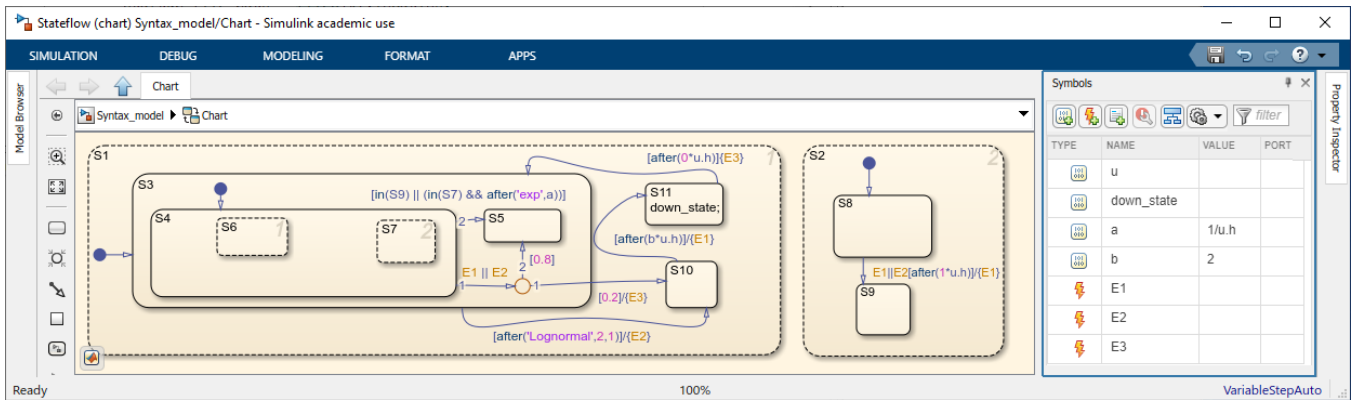 Stateflow (chart) Syntax_model/Chart - Simulink academic use
SIMULATION DEBUG MODELING FORMAT APPS
?
Model Browser
Chart
Syntax_model Chart
S1
1
[after(0*u.h)]{E3}
S3
[in(S9) || (in(S7) && after('exp',a))]
S11
down_state;
S4
S6
1
S7
2
2
S5
[after(b*u.h)]/{E1}
E1 || E2
2
[0.8]
S10
1
1
[0.2]/{E3}
[after('Lognormal',2,1)]/{E2}
S2
2
S8
E1||E2[after(1*u.h)]/{E1}
S9
Symbols
filter
TYPE NAME VALUE PORT
u
down_state
a 1/u.h
b 2
E1
E2
E3
Property Inspector
Ready 100% VariableStepAuto